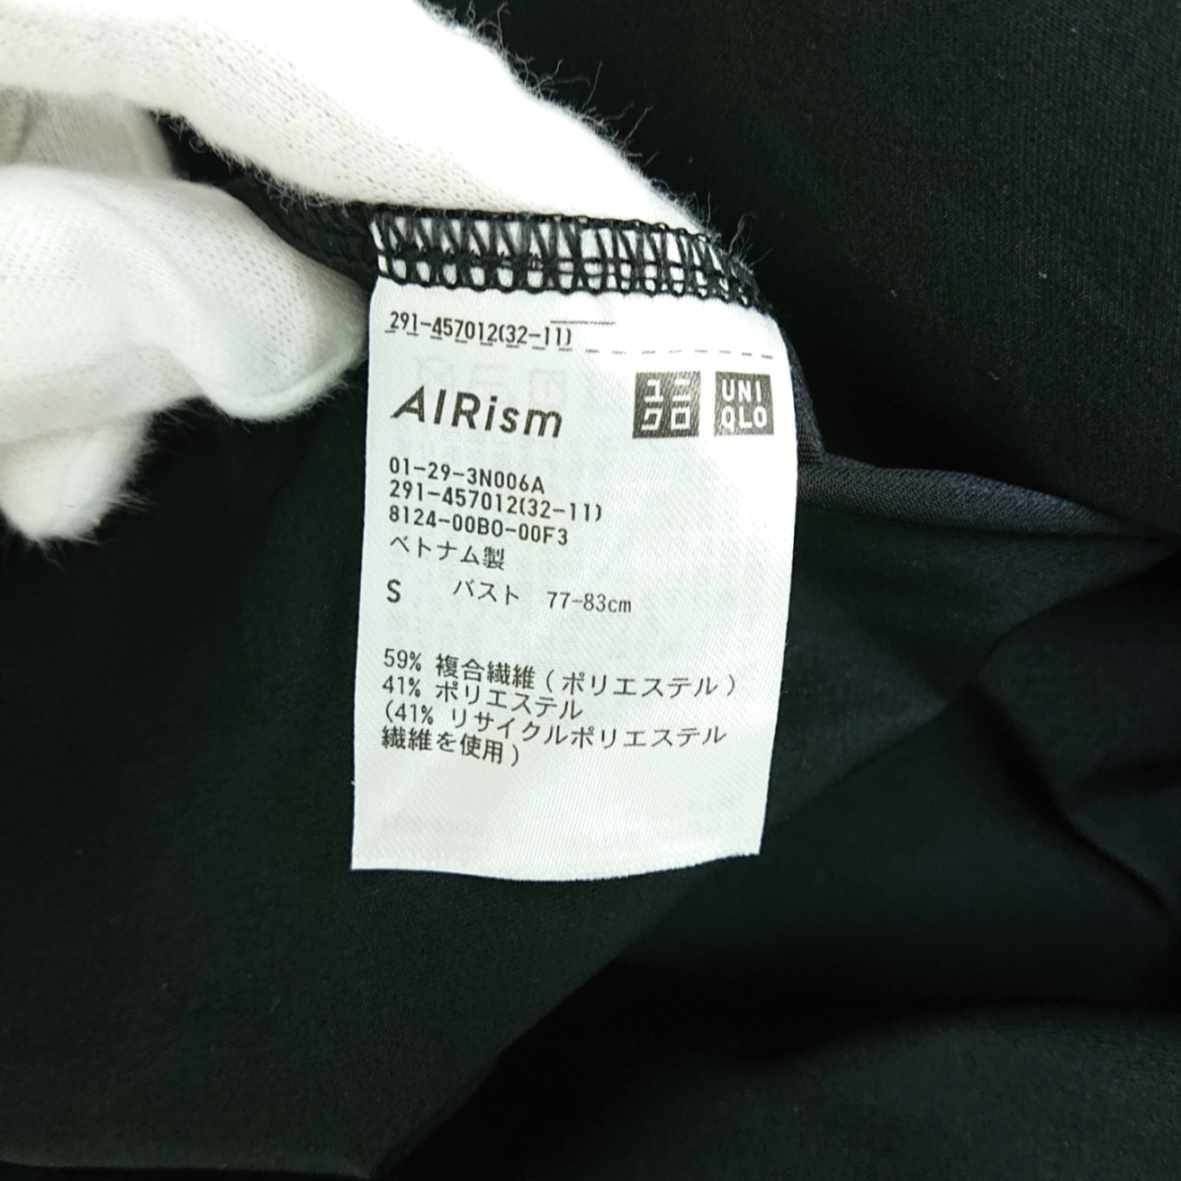 291-457012(32-11)
AIRism
ユニ
クロ
UNI
QLO
01-29-3N006A
291-457012(32-11)
8124-00B0-00F3
ベトナム製
S バスト 77-83cm
59% 複合繊維(ポリエステル)
41% ポリエステル
(41% リサイクルポリエステル
繊維を使用)